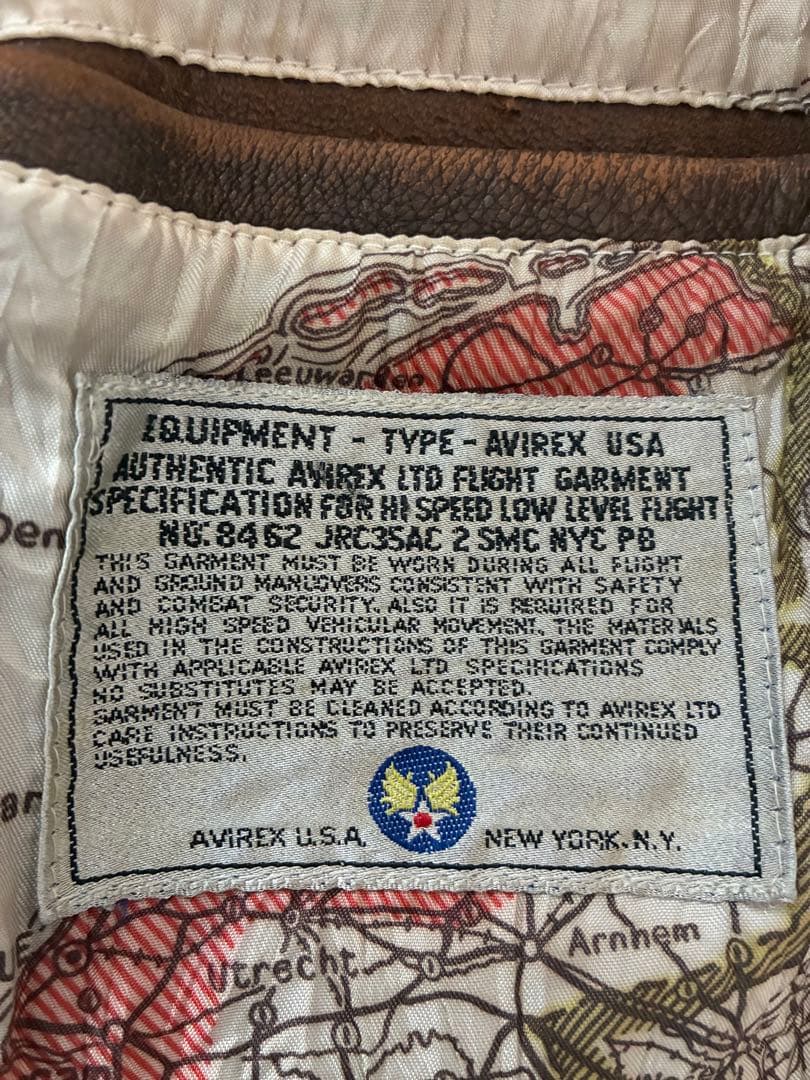 Leeuwarden
EQUIPMENT - TYPE - AVIREX USA
AUTHENTIC AVIREX LTD FLIGHT GARMENT
SPECIFICATION FOR HI SPEED LOW LEVEL FLIGHT
NO. 8462 JRC35AC 2 SMC NYC PB
THIS GARMENT MUST BE WORN DURING ALL FLIGHT
AND GROUND MANUOVERS CONSISTENT WITH SAFETY
AND COMBAT SECURITY. ALSO IT IS REQUIRED FOR
ALL HIGH SPEED VEHICULAR MOVEMENT. THE MATERIALS
USED IN THE CONSTRUCTIONS OF THIS GARMENT COMPLY
WITH APPLICABLE AVIREX LTD SPECIFICATIONS
NO SUBSTITUTES MAY BE ACCEPTED.
GARMENT MUST BE CLEANED ACCORDING TO AVIREX LTD
CARE INSTRUCTIONS TO PRESERVE THEIR CONTINUED
USEFULNESS.
AVIREX U.S.A. NEW YORK. N.Y.
Arnhem
Utrecht